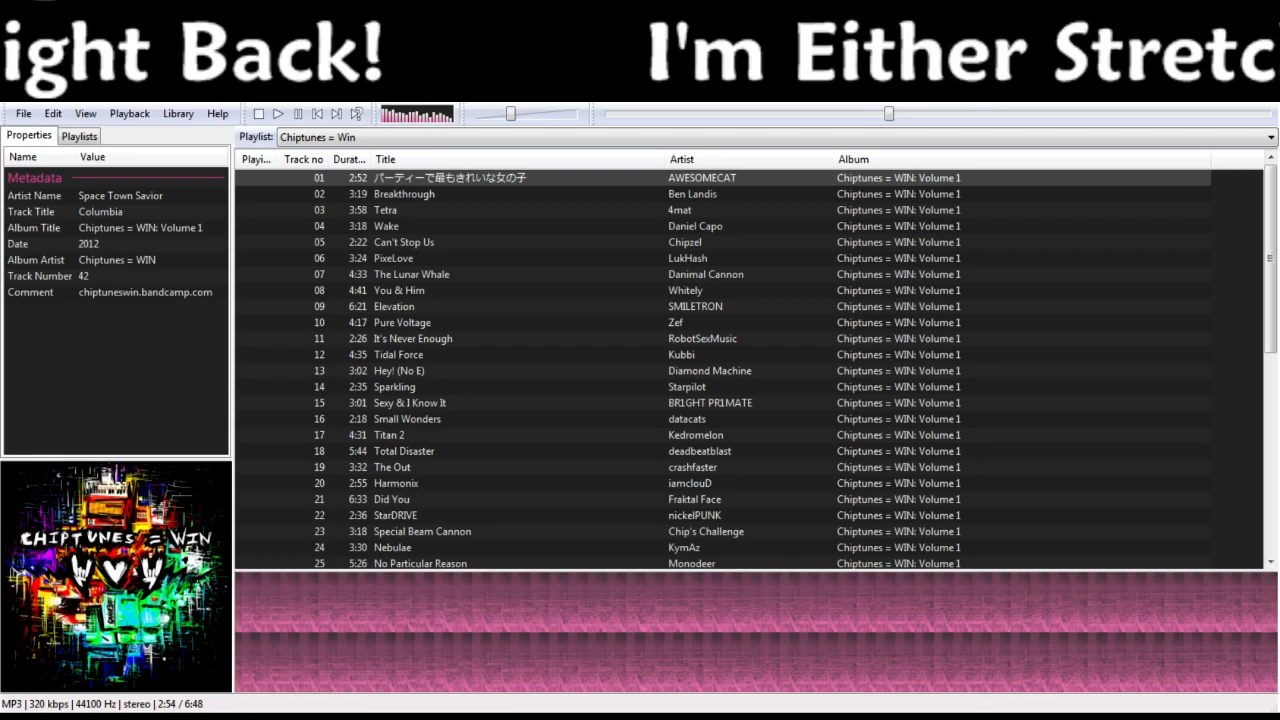 ight Back! I'm Either Stretc
File Edit View Playback Library Help
Properties Playlists
Playlist: Chiptunes = Win
Name Value
Metadata
Artist Name Space Town Savior
Track Title Columbia
Album Title Chiptunes = WIN: Volume 1
Date 2012
Album Artist Chiptunes = WIN
Track Number 42
Comment chiptuneswin.bandcamp.com
CHIPTUNES = WIN
Playi... Track no Durat... Title Artist Album
01 2:52 パーティーで最もきれいな女の子 AWESOMECAT Chiptunes = WIN: Volume 1
02 3:19 Breakthrough Ben Landis Chiptunes = WIN: Volume 1
03 3:58 Tetra 4mat Chiptunes = WIN: Volume 1
04 3:18 Wake Daniel Capo Chiptunes = WIN: Volume 1
05 2:22 Can't Stop Us Chipzel Chiptunes = WIN: Volume 1
06 3:24 PixeLove LukHash Chiptunes = WIN: Volume 1
07 4:33 The Lunar Whale Danimal Cannon Chiptunes = WIN: Volume 1
08 4:41 You & Him Whitely Chiptunes = WIN: Volume 1
09 6:21 Elevation SMILETRON Chiptunes = WIN: Volume 1
10 4:17 Pure Voltage Zef Chiptunes = WIN: Volume 1
11 2:26 It's Never Enough RobotSexMusic Chiptunes = WIN: Volume 1
12 4:35 Tidal Force Kubbi Chiptunes = WIN: Volume 1
13 3:02 Hey! (No E) Diamond Machine Chiptunes = WIN: Volume 1
14 2:35 Sparkling Starpilot Chiptunes = WIN: Volume 1
15 3:01 Sexy & I Know It BR1GHT PR1MATE Chiptunes = WIN: Volume 1
16 2:18 Small Wonders datacats Chiptunes = WIN: Volume 1
17 4:31 Titan 2 Kedromelon Chiptunes = WIN: Volume 1
18 5:44 Total Disaster deadbeatblast Chiptunes = WIN: Volume 1
19 3:32 The Out crashfaster Chiptunes = WIN: Volume 1
20 2:55 Harmonix iamclouD Chiptunes = WIN: Volume 1
21 6:33 Did You Fraktal Face Chiptunes = WIN: Volume 1
22 2:36 StarDRIVE nickelPUNK Chiptunes = WIN: Volume 1
23 3:18 Special Beam Cannon Chip's Challenge Chiptunes = WIN: Volume 1
24 3:30 Nebulae KymAz Chiptunes = WIN: Volume 1
25 5:26 No Particular Reason Monodeer Chiptunes = WIN: Volume 1
MP3 | 320 kbps | 44100 Hz | stereo | 2:54 / 6:48